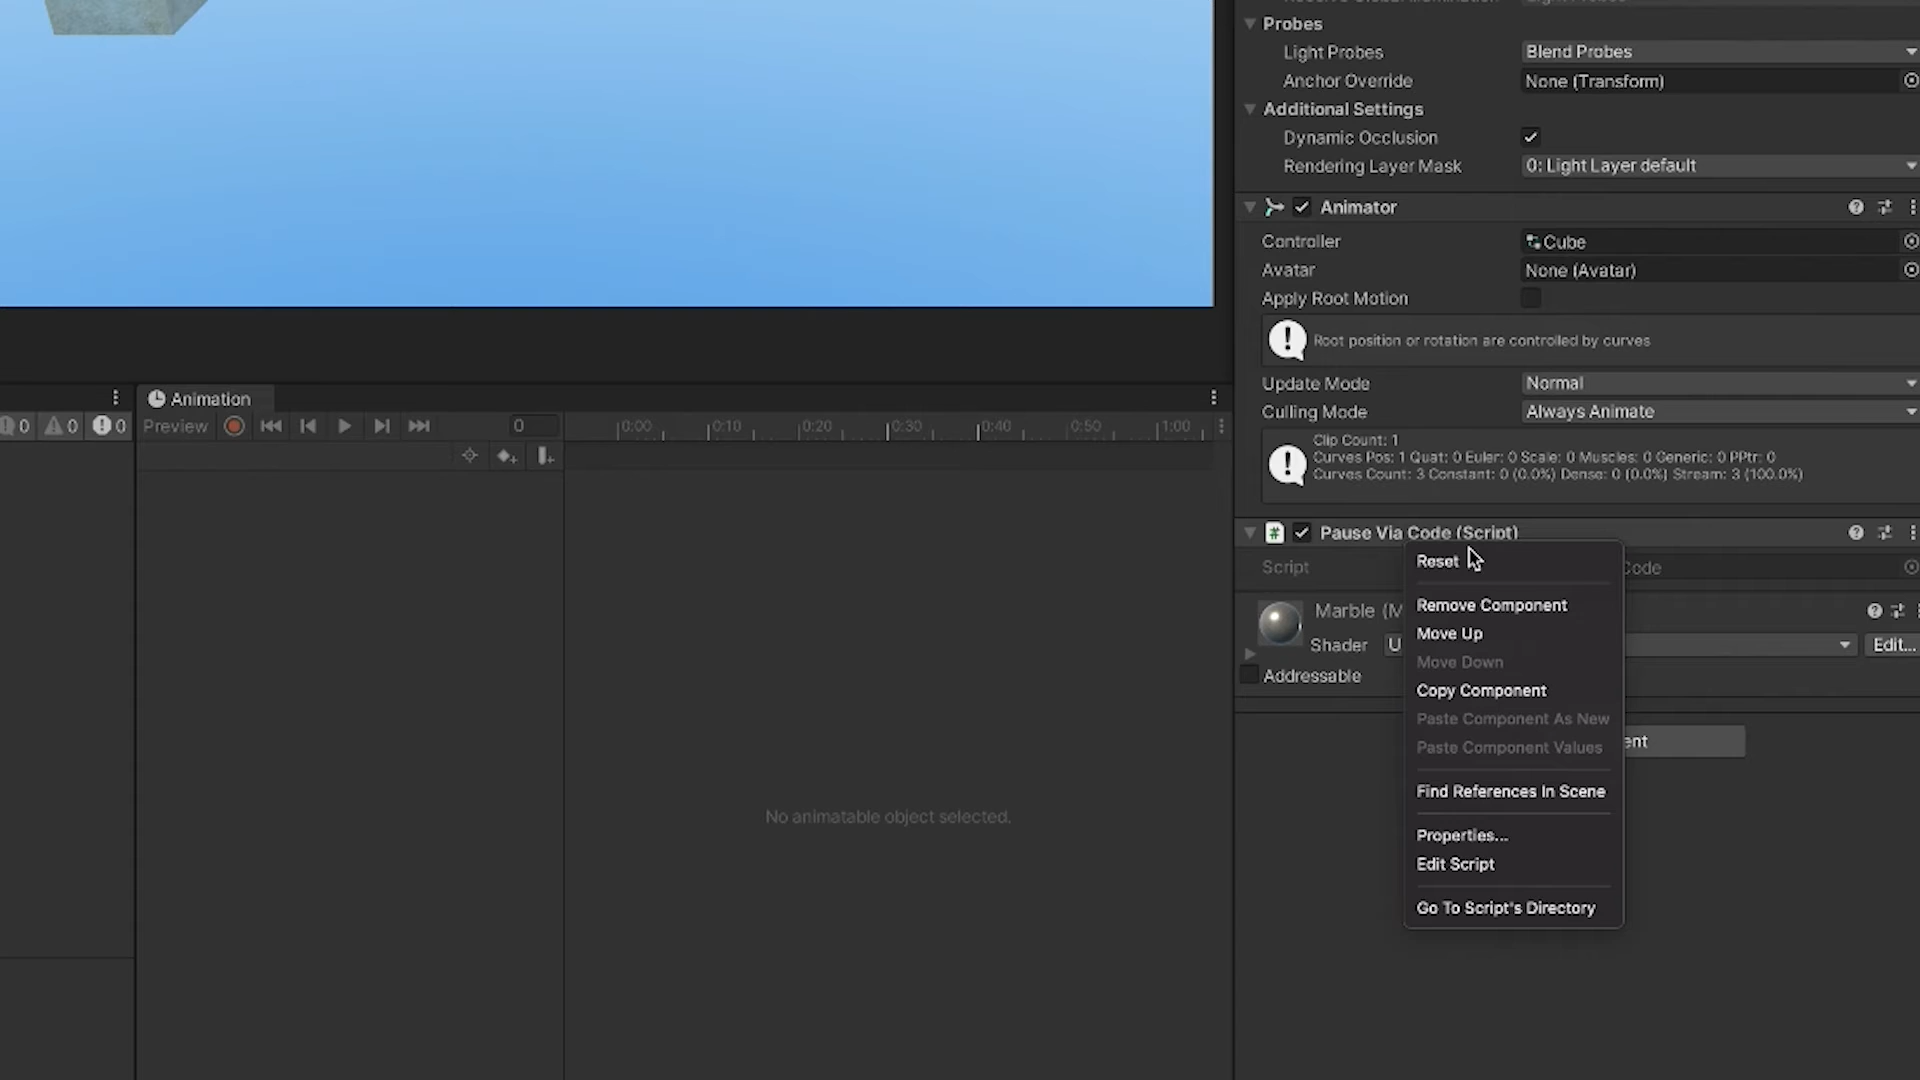 Probes
Light Probes
Blend Probes
Anchor Override
None (Transform)
Additional Settings
Dynamic Occlusion
Rendering Layer Mask
0: Light Layer default
Animator
Controller
Cube
Avatar
None (Avatar)
Apply Root Motion
Root position or rotation are controlled by curves
Update Mode
Normal
Culling Mode
Always Animate
Clip Count: 1
Curves Pos: 1 Quat: 0 Euler: 0 Scale: 0 Muscles: 0 Generic: 0 PPtr: 0
Curves Count: 3 Constant: 0 (0.0%) Dense: 0 (0.0%) Stream: 3 (100.0%)
Pause Via Code (Script)
Script
Code
Marble (M
Shader
U
Edit...
Addressable
ent
Reset
Remove Component
Move Up
Move Down
Copy Component
Paste Component As New
Paste Component Values
Find References In Scene
Properties...
Edit Script
Go To Script's Directory
Animation
0 0 0
Preview
0
0:00 0:10 0:20 0:30 0:40 0:50 1:00
No animatable object selected.